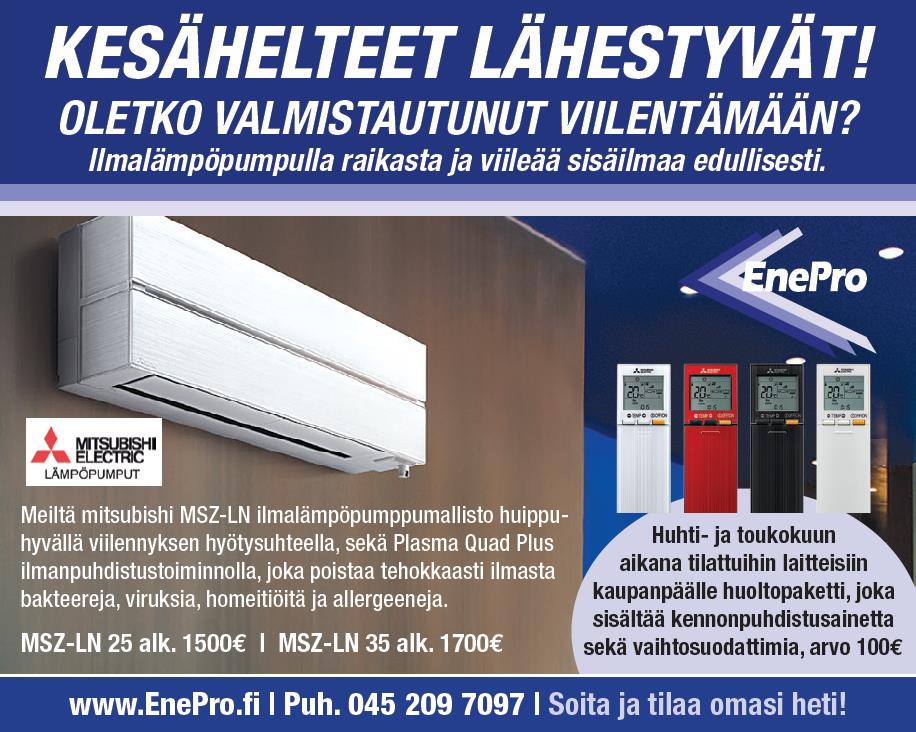 KESÄHELTEET LÄHESTYVÄT!
OLETKO VALMISTAUTUNUT VIILENTÄMÄÄN?
Ilmalämpöpumpulla raikasta ja viileää sisäilmaa edullisesti.
EnePro
MITSUBISHI
ELECTRIC
LÄMPÖPUMPUT
Meiltä mitsubishi MSZ-LN ilmalämpöpumppumallisto huippu-
hyvällä viilennyksen hyötysuhteella, sekä Plasma Quad Plus
ilmanpuhdistustoiminnolla, joka poistaa tehokkaasti ilmasta
bakteereja, viruksia, homeitiöitä ja allergeeneja.
MSZ-LN 25 alk. 1500€ I MSZ-LN 35 alk. 1700€
Huhti- ja toukokuun
aikana tilattuihin laitteisiin
kaupanpäälle huoltopaketti, joka
sisältää kennonpuhdistusainetta
sekä vaihtosuodattimia, arvo 100€
www.EnePro.fi I Puh. 045 209 7097 I Soita ja tilaa omasi heti!